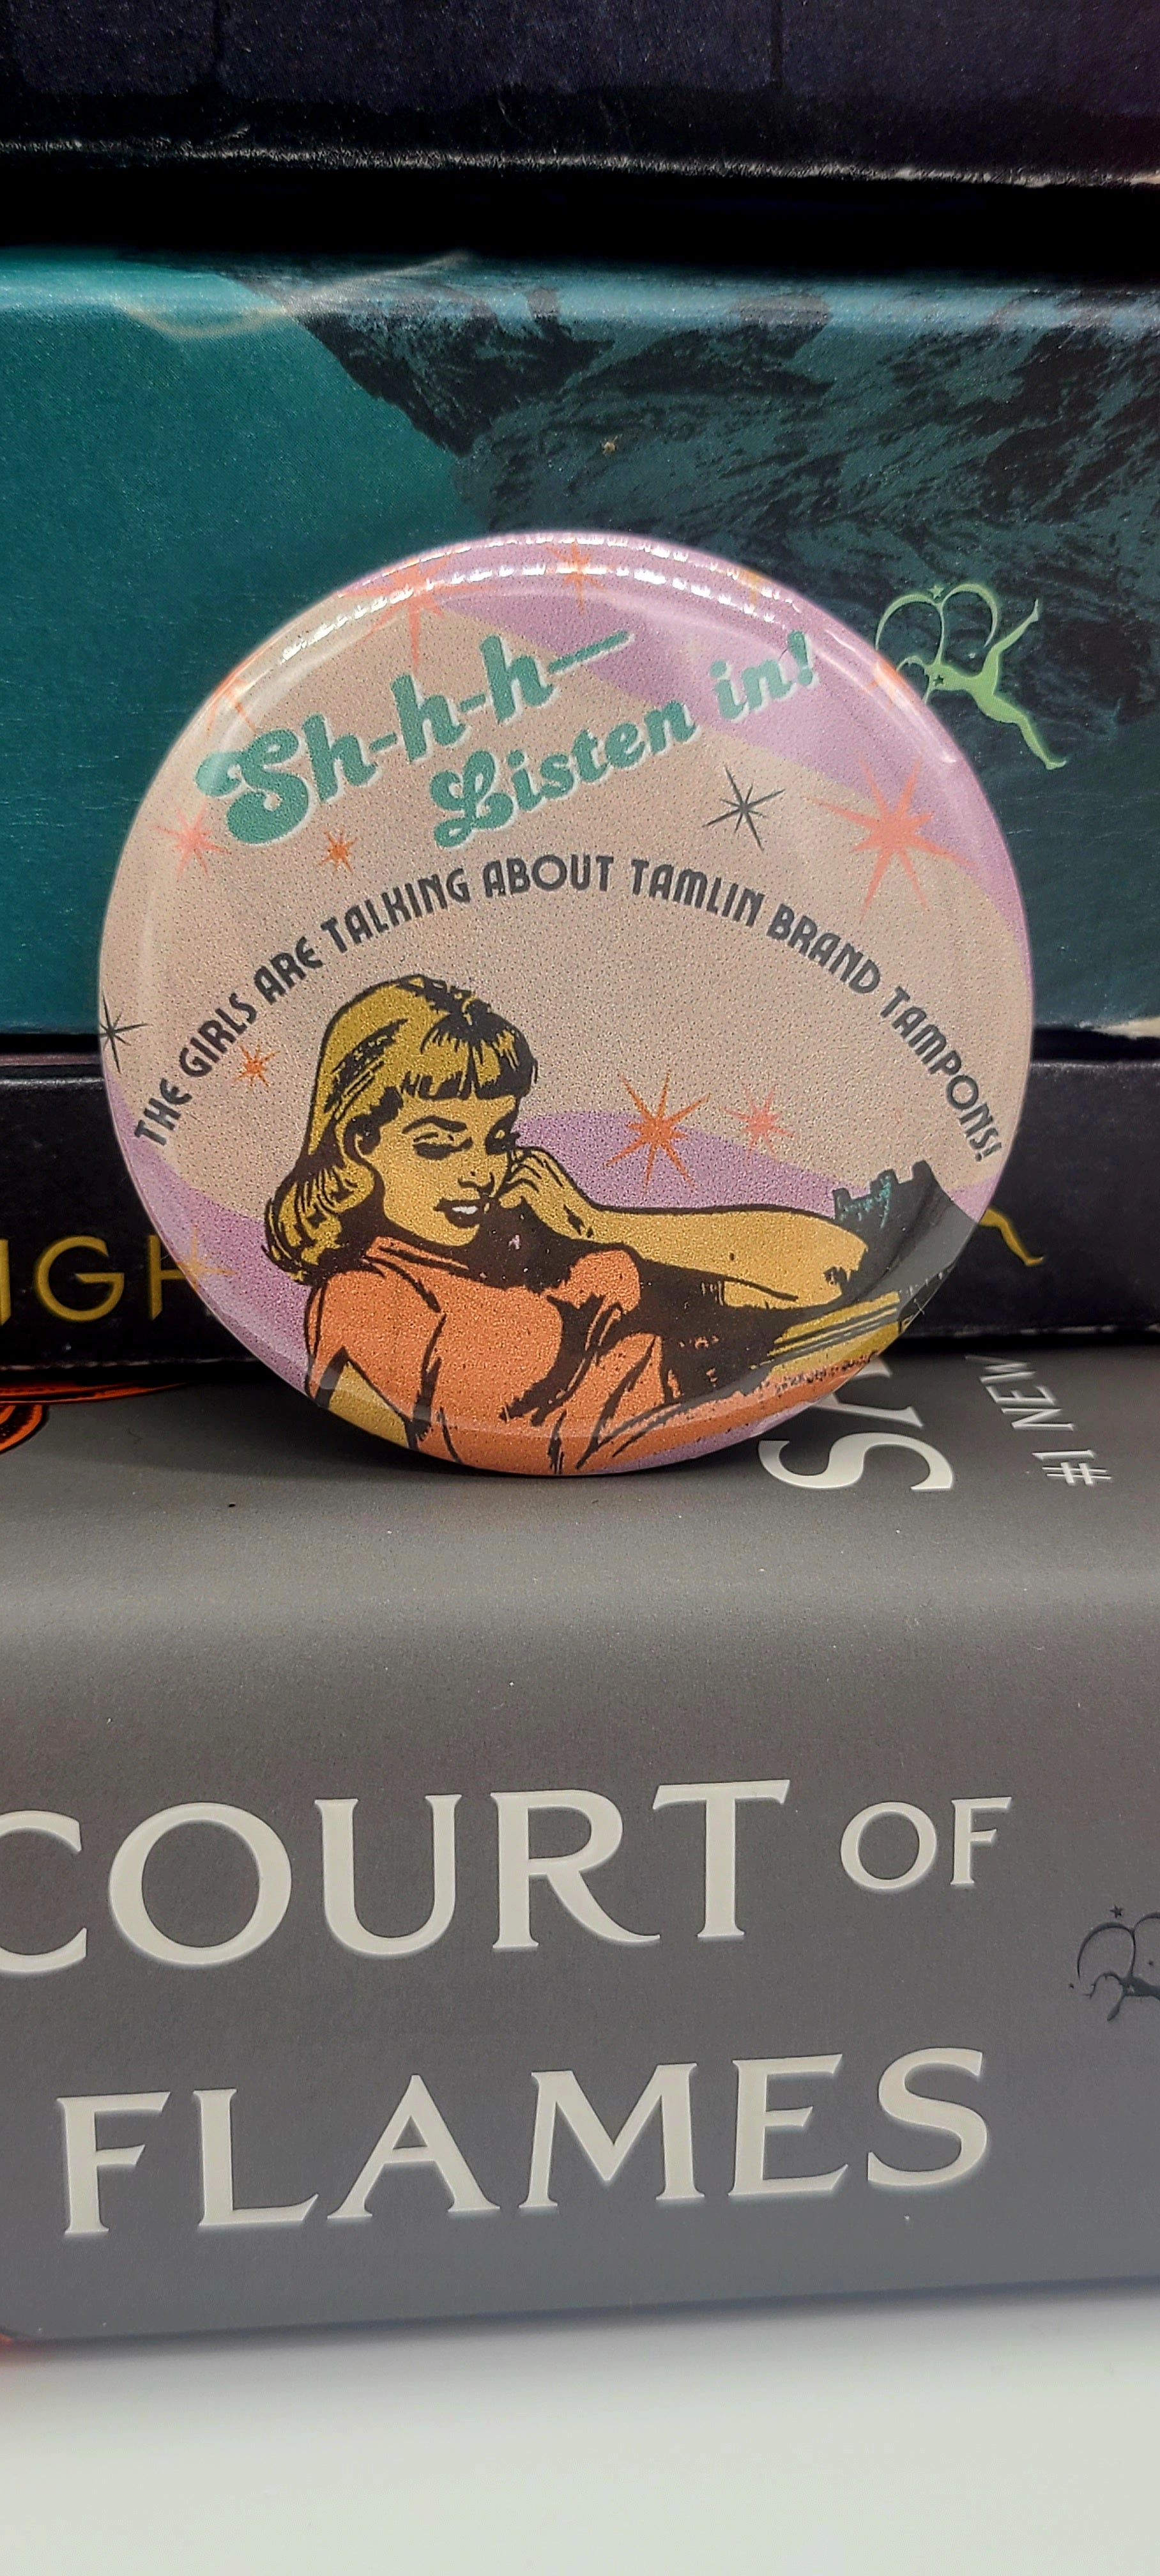 Sh-h-h—
Listen in!
THE GIRLS ARE TALKING ABOUT TAMLIN BRAND TAMPONS!
#1 NEW
COURT OF
FLAMES